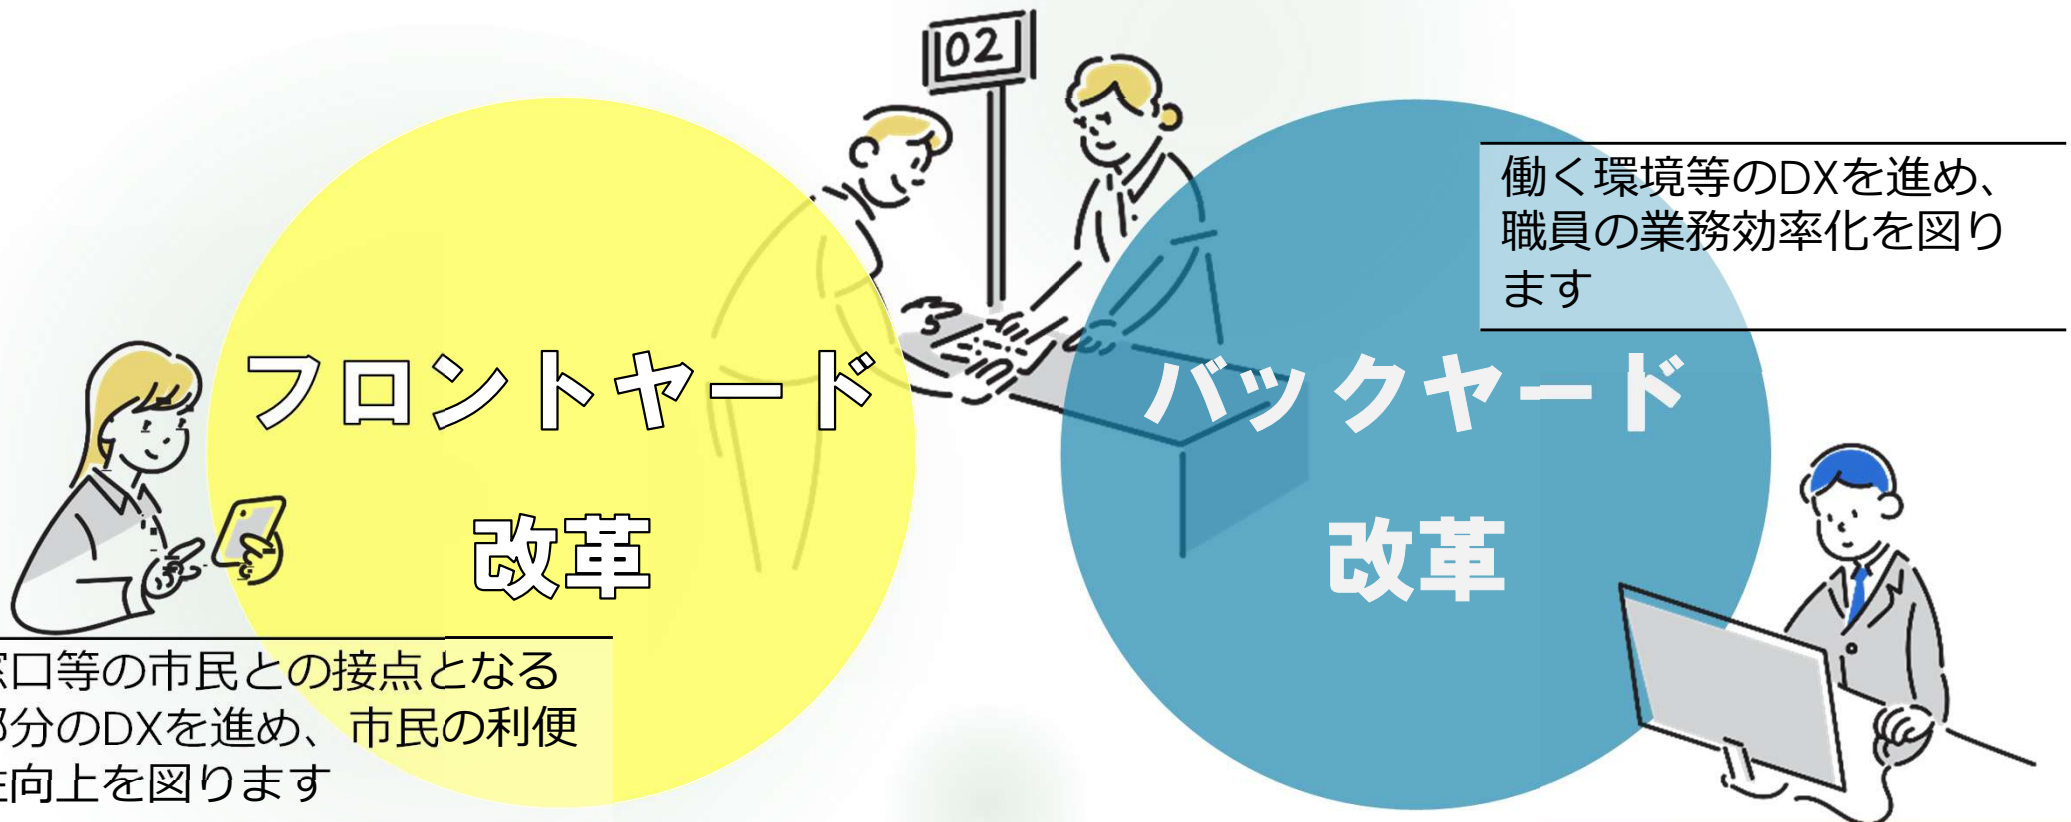 02
働く環境等のDXを進め、
職員の業務効率化を図り
ます
フロントヤード
改革
バックヤード
改革
窓口等の市民との接点となる
部分のDXを進め、市民の利便
性向上を図ります